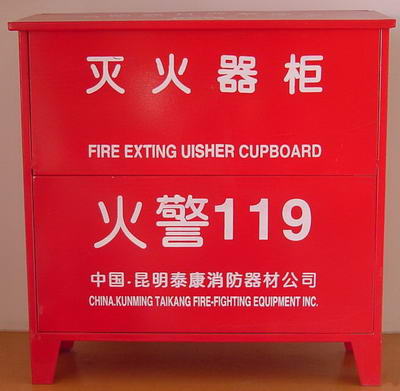 灭火器柜
FIRE EXTING UISHER CUPBOARD
火警119
中国.昆明泰康消防器材公司
CHINA.KUNMING TAIKANG FIRE-FIGHTING EQUIPMENT INC.